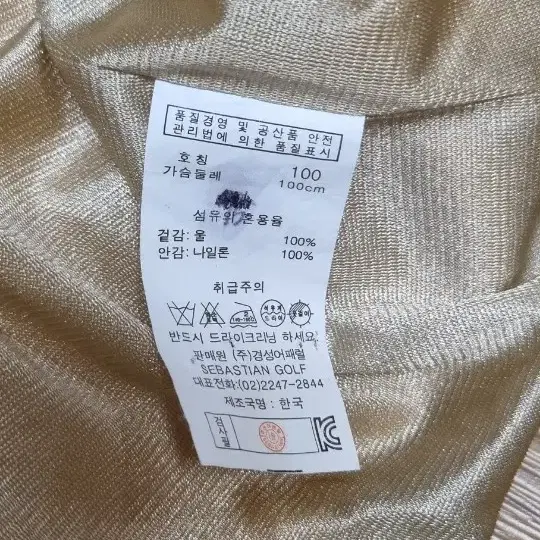 품질경영 및 공산품 안전
관리법에 의한 품질표시
호칭 100
가슴둘레 100cm
섬유의 혼용율
겉감: 울 100%
안감: 나일론 100%
취급주의
반드시 드라이크리닝 하세요
판매원 (주)경성어패럴
SEBASTIAN GOLF
대표전화:(02)2247-2844
제조국명 : 한국
검사필